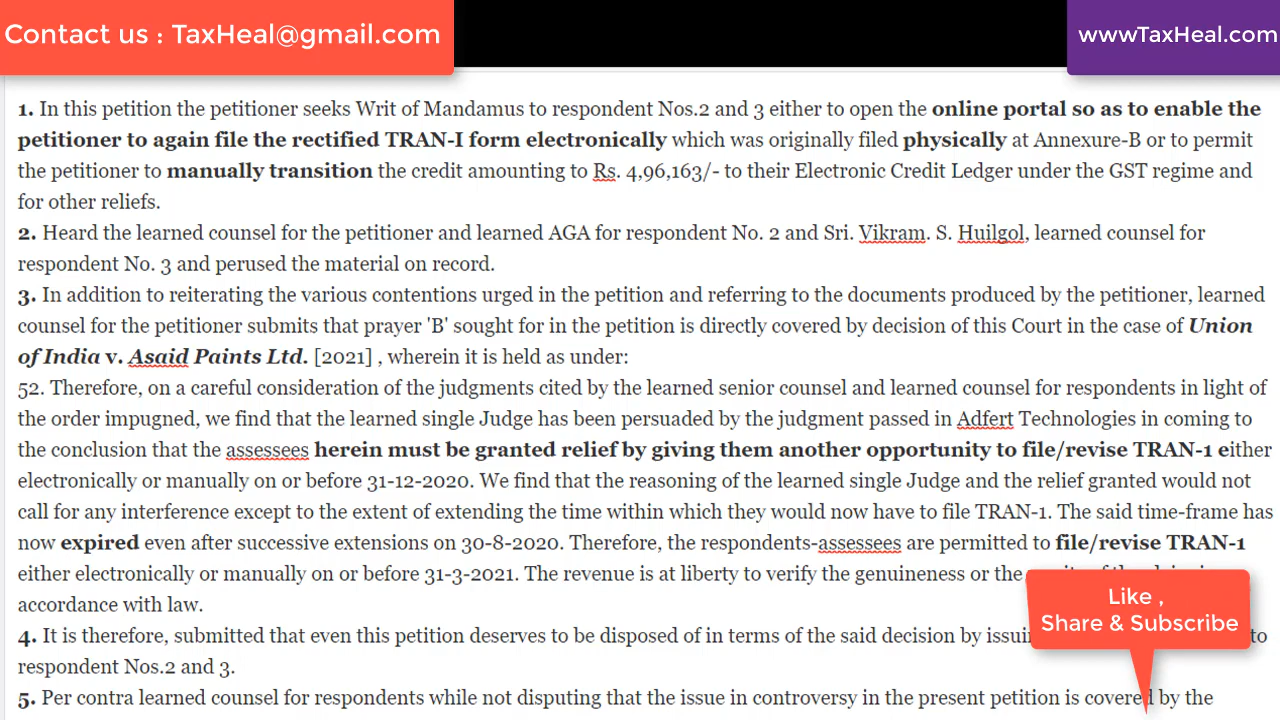 Contact us : TaxHeal@gmail.com
wwwTaxHeal.com
1. In this petition the petitioner seeks Writ of Mandamus to respondent Nos.2 and 3 either to open the online portal so as to enable the
petitioner to again file the rectified TRAN-I form electronically which was originally filed physically at Annexure-B or to permit
the petitioner to manually transition the credit amounting to Rs. 4,96,163/- to their Electronic Credit Ledger under the GST regime and
for other reliefs.
2. Heard the learned counsel for the petitioner and learned AGA for respondent No. 2 and Sri. Vikram. S. Huilgol, learned counsel for
respondent No. 3 and perused the material on record.
3. In addition to reiterating the various contentions urged in the petition and referring to the documents produced by the petitioner, learned
counsel for the petitioner submits that prayer 'B' sought for in the petition is directly covered by decision of this Court in the case of Union
of India v. Asaid Paints Ltd. [2021] , wherein it is held as under:
52. Therefore, on a careful consideration of the judgments cited by the learned senior counsel and learned counsel for respondents in light of
the order impugned, we find that the learned single Judge has been persuaded by the judgment passed in Adfert Technologies in coming to
the conclusion that the assessees herein must be granted relief by giving them another opportunity to file/revise TRAN-1 either
electronically or manually on or before 31-12-2020. We find that the reasoning of the learned single Judge and the relief granted would not
call for any interference except to the extent of extending the time within which they would now have to file TRAN-1. The said time-frame has
now expired even after successive extensions on 30-8-2020. Therefore, the respondents-assessees are permitted to file/revise TRAN-1
either electronically or manually on or before 31-3-2021. The revenue is at liberty to verify the genuineness or the
accordance with law.
4. It is therefore, submitted that even this petition deserves to be disposed of in terms of the said decision by to
respondent Nos.2 and 3.
5. Per contra learned counsel for respondents while not disputing that the issue in controversy in the present petition is covered by the
Like ,
Share & Subscribe